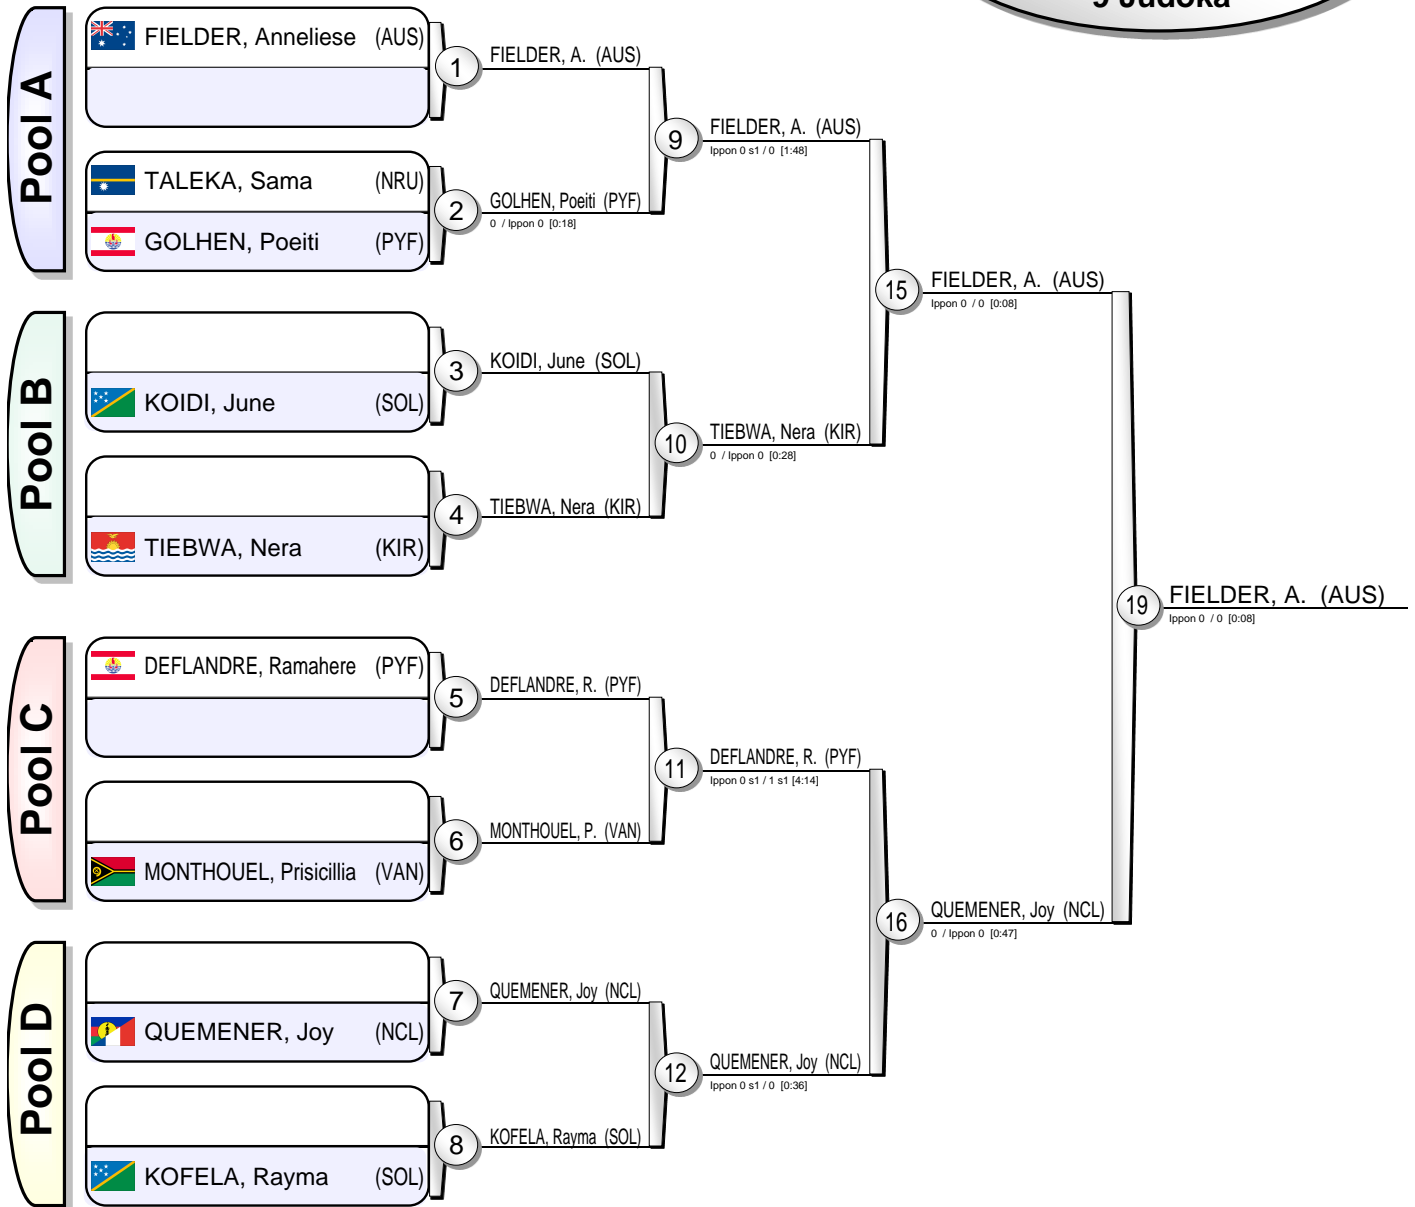 9 Judoka
Pool A
FIELDER, Anneliese (AUS)
1
FIELDER, A. (AUS)
TALEKA, Sama (NRU)
GOLHEN, Poeiti (PYF)
2
GOLHEN, Poeiti (PYF)
0 / Ippon 0 [0:18]
9
FIELDER, A. (AUS)
Ippon 0 s1 / 0 [1:48]
Pool B
KOIDI, June (SOL)
3
KOIDI, June (SOL)
TIEBWA, Nera (KIR)
4
TIEBWA, Nera (KIR)
10
TIEBWA, Nera (KIR)
0 / Ippon 0 [0:28]
15
FIELDER, A. (AUS)
Ippon 0 / 0 [0:08]
Pool C
DEFLANDRE, Ramahere (PYF)
5
DEFLANDRE, R. (PYF)
MONTHOUEL, Prisicillia (VAN)
6
MONTHOUEL, P. (VAN)
11
DEFLANDRE, R. (PYF)
Ippon 0 s1 / 1 s1 [4:14]
Pool D
QUEMENER, Joy (NCL)
7
QUEMENER, Joy (NCL)
KOFELA, Rayma (SOL)
8
KOFELA, Rayma (SOL)
12
QUEMENER, Joy (NCL)
Ippon 0 s1 / 0 [0:36]
16
QUEMENER, Joy (NCL)
0 / Ippon 0 [0:47]
19
FIELDER, A. (AUS)
Ippon 0 / 0 [0:08]